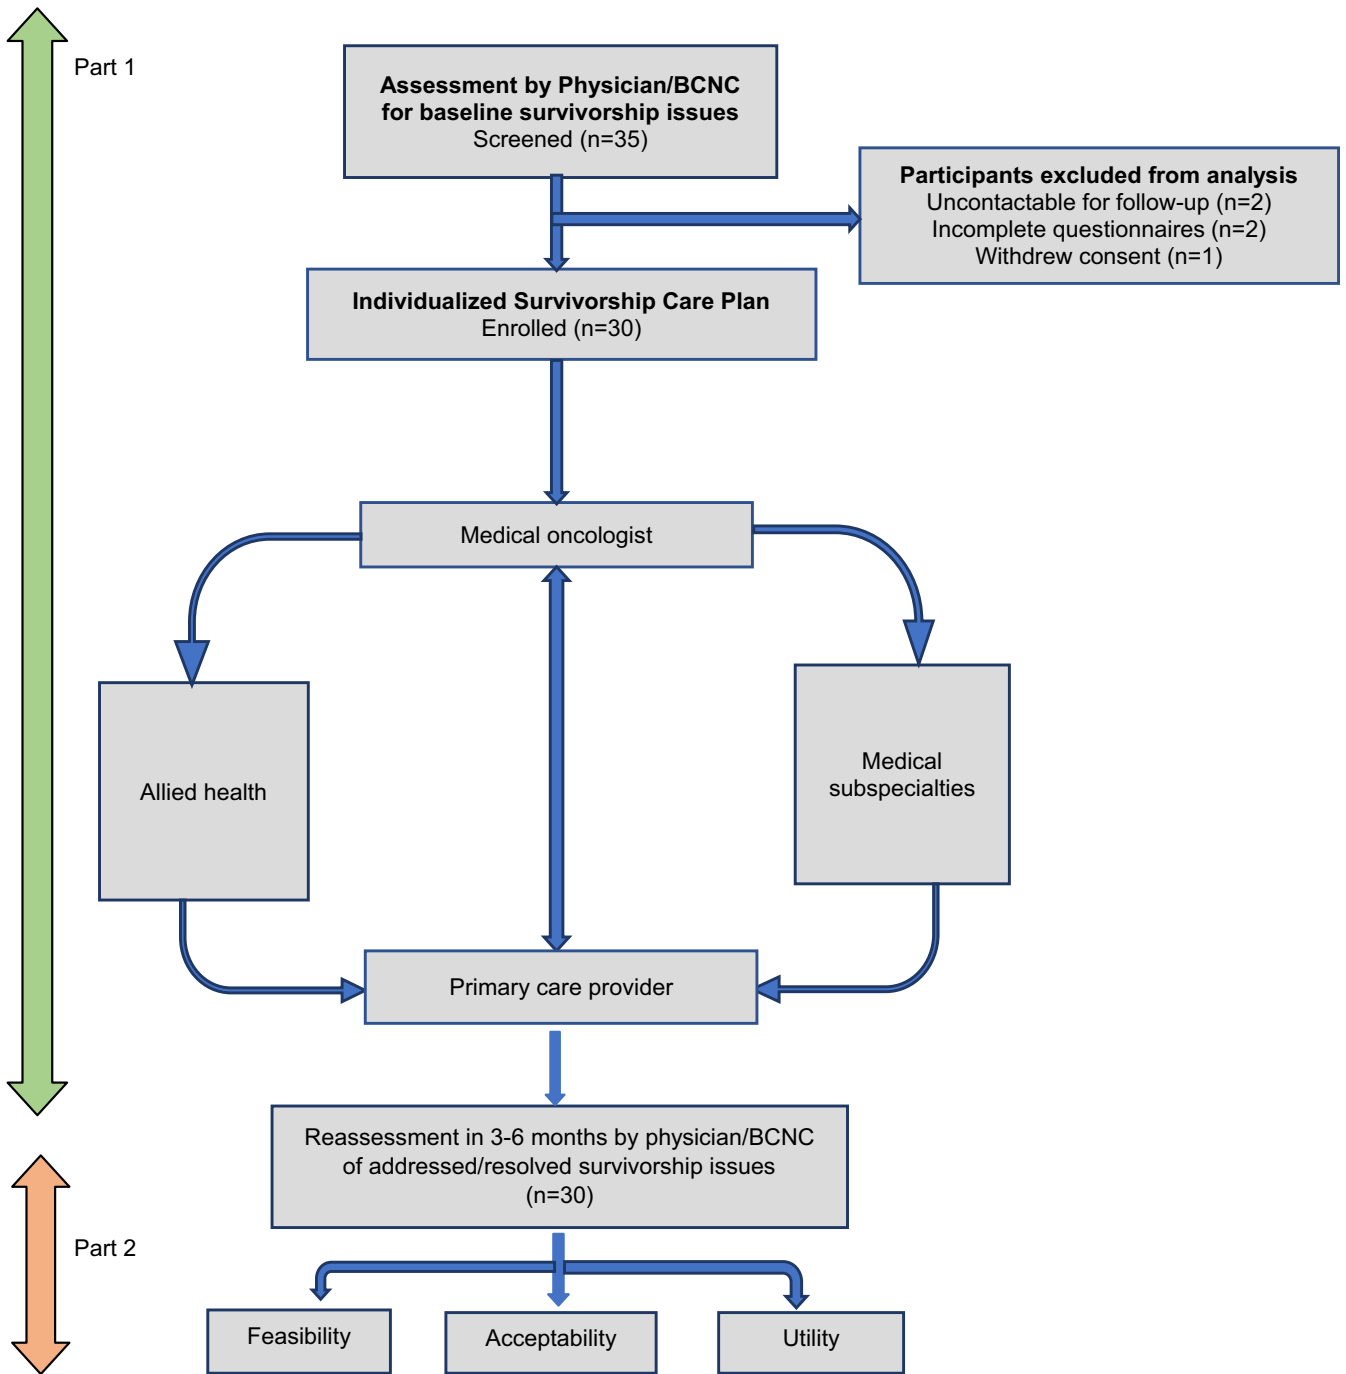 Part 1
Assessment by Physician/BCNC
for baseline survivorship issues
Screened (n=35)
Participants excluded from analysis
Uncontactable for follow-up (n=2)
Incomplete questionnaires (n=2)
Withdrew consent (n=1)
Individualized Survivorship Care Plan
Enrolled (n=30)
Medical oncologist
Allied health
Medical
subspecialties
Primary care provider
Reassessment in 3-6 months by physician/BCNC
of addressed/resolved survivorship issues
(n=30)
Part 2
Feasibility
Acceptability
Utility